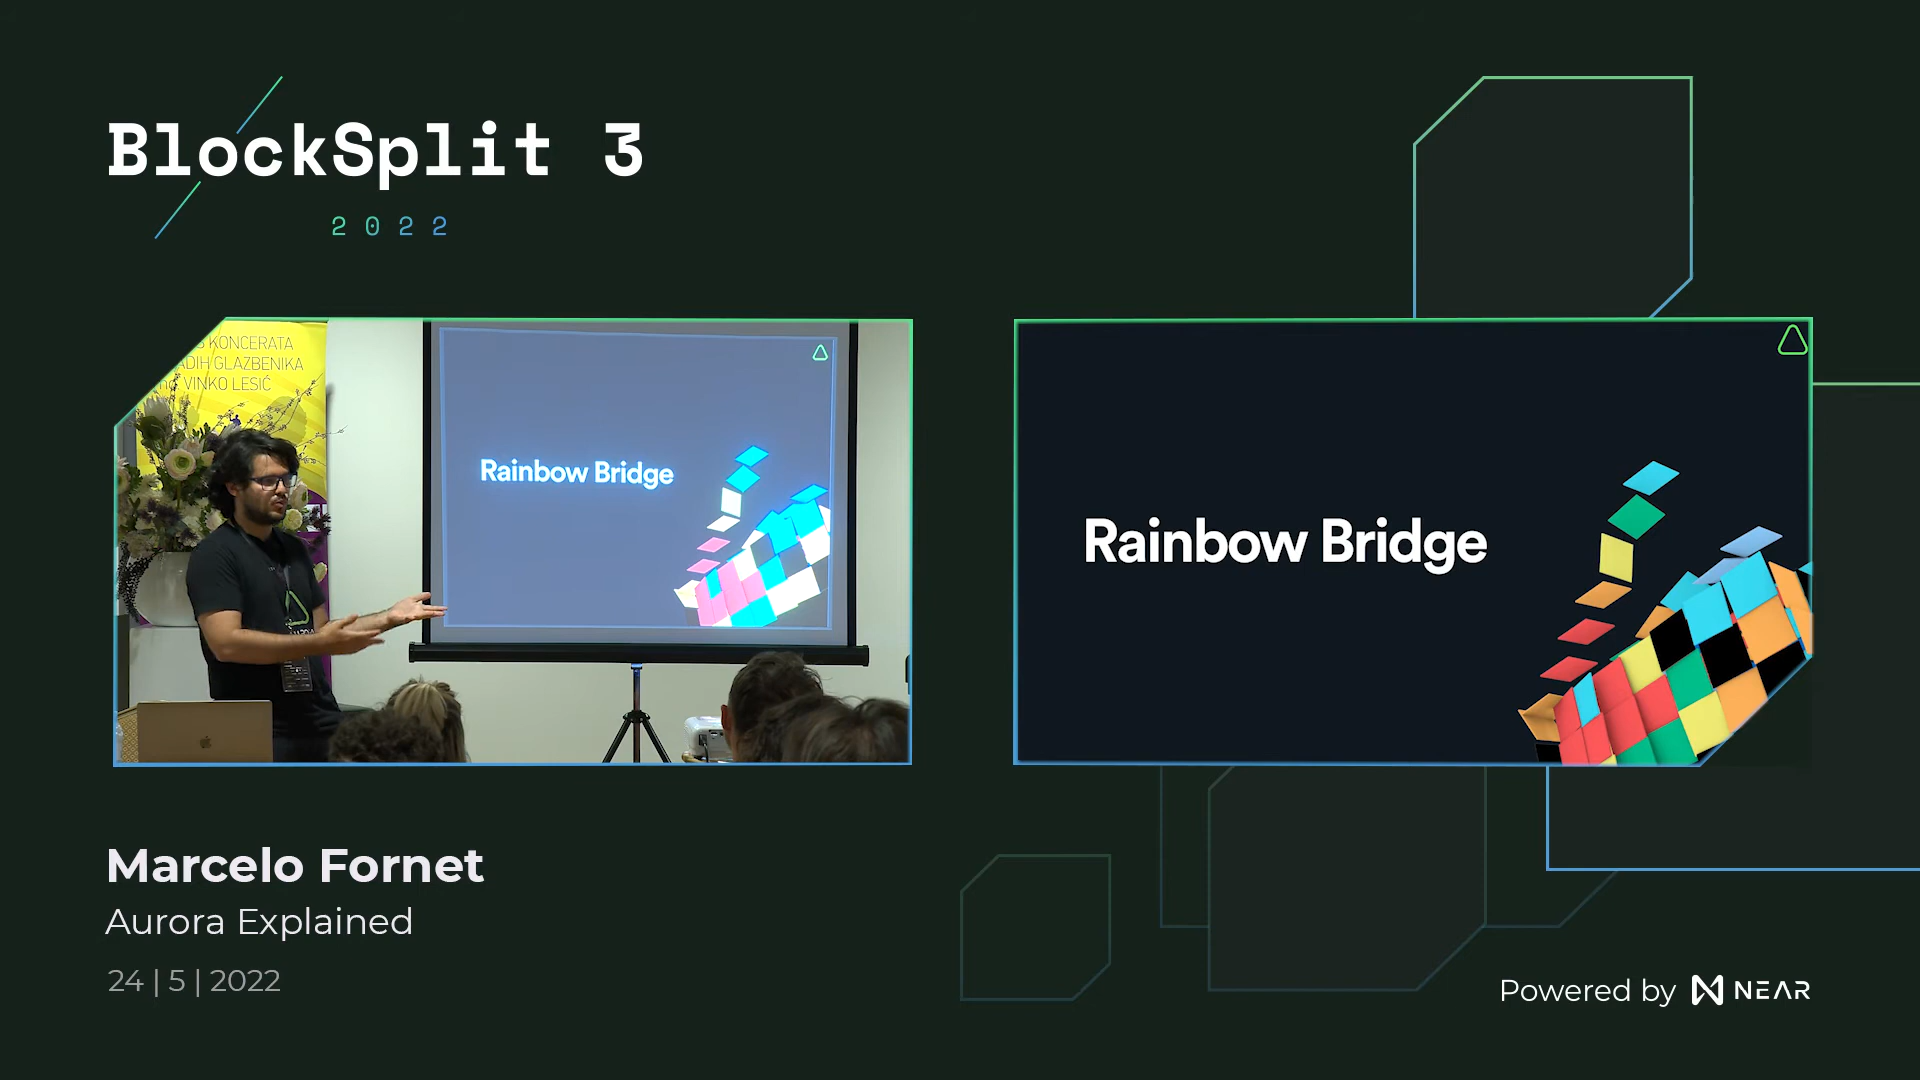 BlockSplit 3
2022
KONCERATA
ADIH GLAZBENIKA
VINKO LESIĆ
Rainbow Bridge
Rainbow Bridge
Marcelo Fornet
Aurora Explained
24 | 5 | 2022
Powered by NEAR